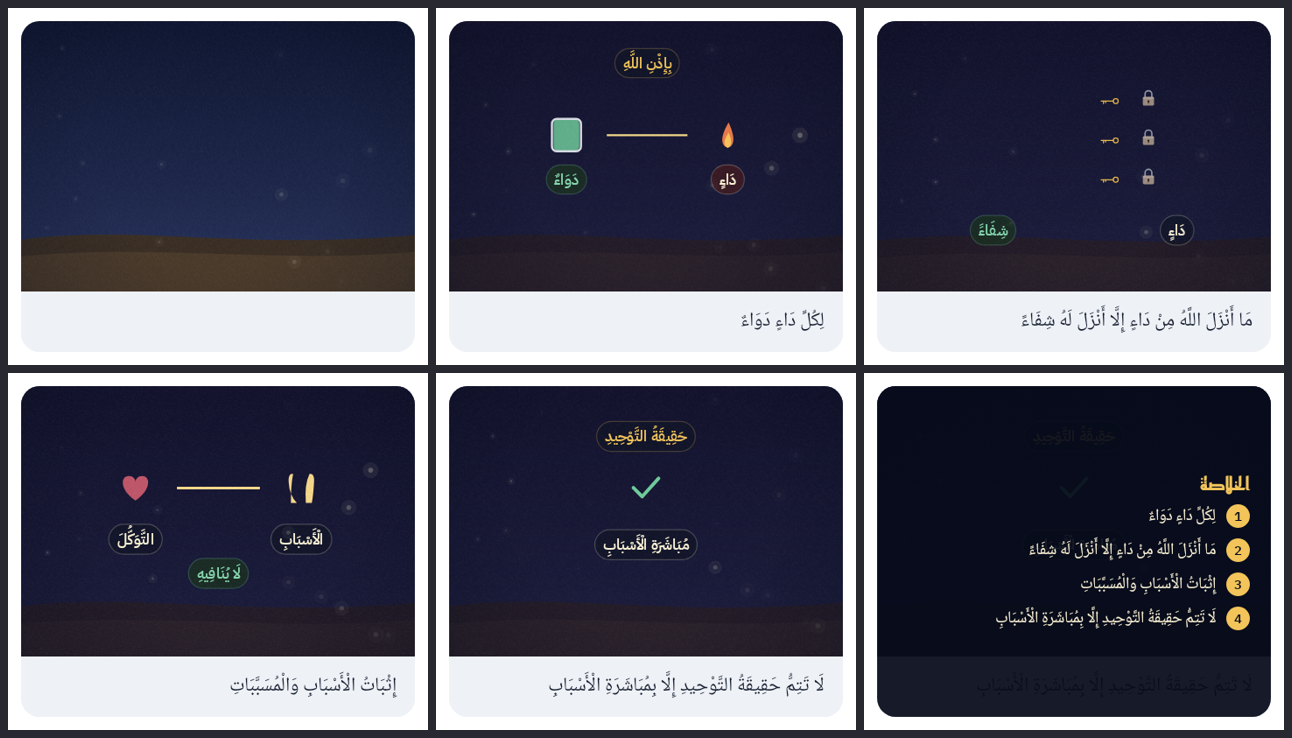 بِإِذْنِ اللَّهِ
دَاءٍ
دَوَاءٌ
لِكُلِّ دَاءٍ دَوَاءٌ
دَاءٍ
شِفَاءً
مَا أَنْزَلَ اللَّهُ مِنْ دَاءٍ إِلَّا أَنْزَلَ لَهُ شِفَاءً
الْأَسْبَابِ
التَّوَكُّلَ
لَا يُنَافِيهِ
إِثْبَاتُ الْأَسْبَابِ وَالْمُسَبَّبَاتِ
حَقِيقَةُ التَّوْحِيدِ
مُبَاشَرَةِ الْأَسْبَابِ
لَا تَتِمُّ حَقِيقَةُ التَّوْحِيدِ إِلَّا بِمُبَاشَرَةِ الْأَسْبَابِ
حَقِيقَةُ التَّوْحِيدِ
الخلاصة
1 لِكُلِّ دَاءٍ دَوَاءٌ
2 مَا أَنْزَلَ اللَّهُ مِنْ دَاءٍ إِلَّا أَنْزَلَ لَهُ شِفَاءً
3 إِثْبَاتُ الْأَسْبَابِ وَالْمُسَبَّبَاتِ
4 لَا تَتِمُّ حَقِيقَةُ التَّوْحِيدِ إِلَّا بِمُبَاشَرَةِ الْأَسْبَابِ
لَا تَتِمُّ حَقِيقَةُ التَّوْحِيدِ إِلَّا بِمُبَاشَرَةِ الْأَسْبَابِ